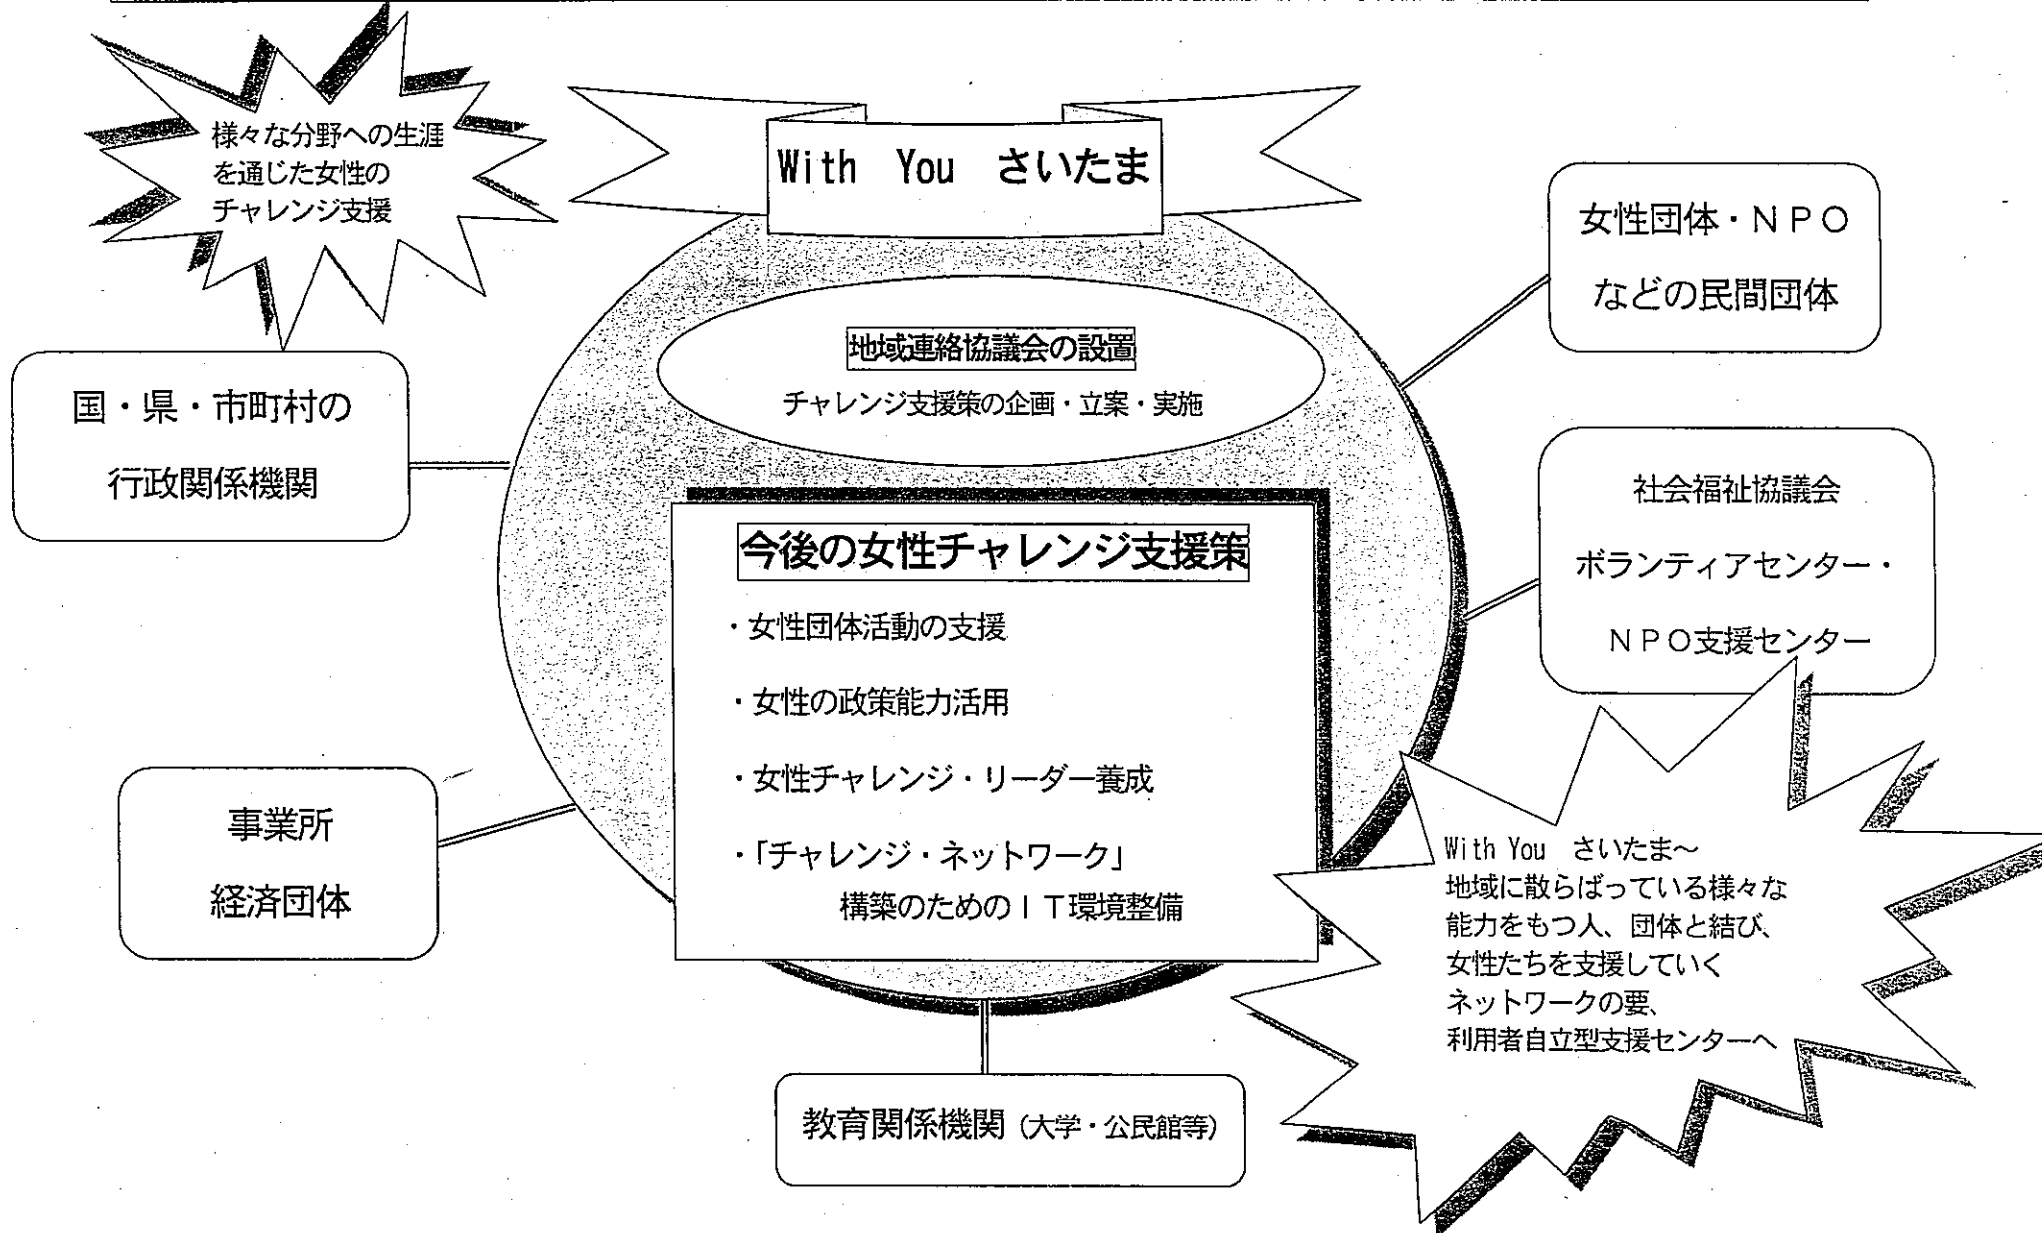 様々な分野への生涯
を通じた女性の
チャレンジ支援
With You さいたま
女性団体・ＮＰＯ
などの民間団体
地域連絡協議会の設置
チャレンジ支援策の企画・立案・実施
国・県・市町村の
行政関係機関
社会福祉協議会
ボランティアセンター・
ＮＰＯ支援センター
今後の女性チャレンジ支援策
・女性団体活動の支援
・女性の政策能力活用
・女性チャレンジ・リーダー養成
・「チャレンジ・ネットワーク」
構築のためのＩＴ環境整備
事業所
経済団体
With You さいたま～
地域に散らばっている様々な
能力をもつ人、団体と結び、
女性たちを支援していく
ネットワークの要、
利用者自立型支援センターへ
教育関係機関（大学・公民館等）